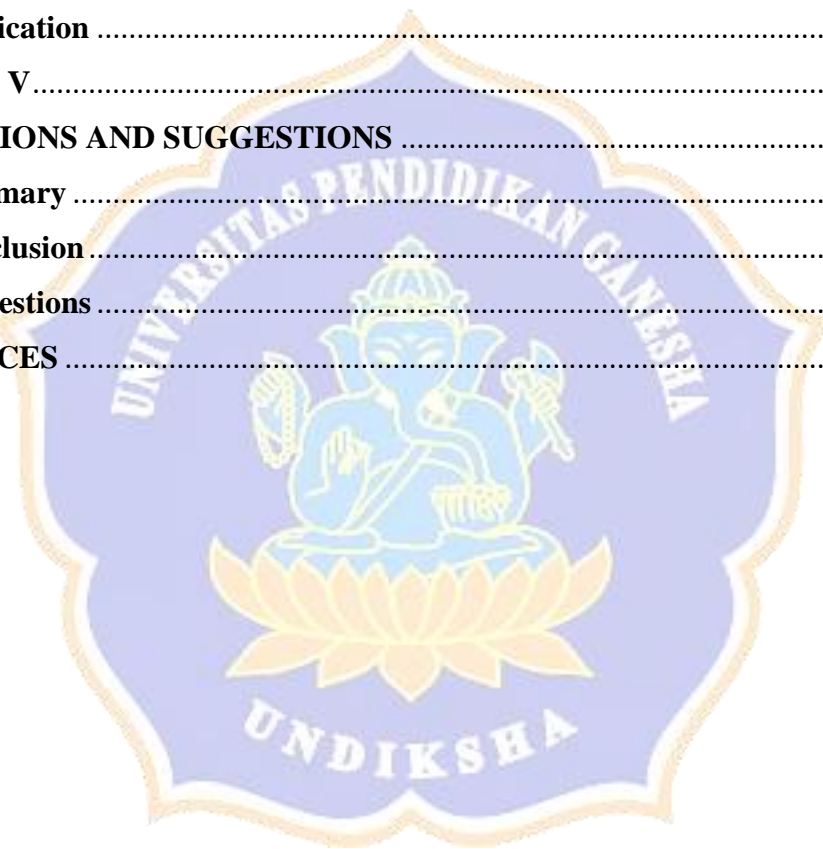 ication ........................................................................................................
V ........................................................................................................
IONS AND SUGGESTIONS ........................................................................
mary ........................................................................................................
clusion ........................................................................................................
estions ........................................................................................................
CES ........................................................................................................
UNIVERSITAS PENDIDIKAN GANESHA
UNDIKSHA